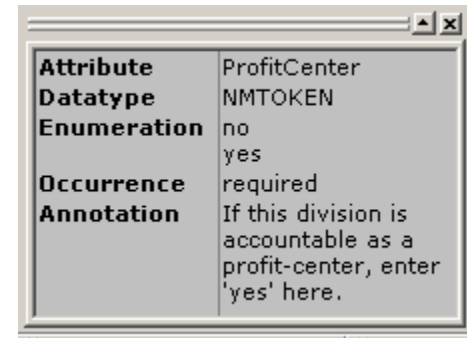 Attribute ProfitCenter
Datatype NMTOKEN
Enumeration no
yes
Occurrence required
Annotation If this division is
accountable as a
profit-center, enter
'yes' here.